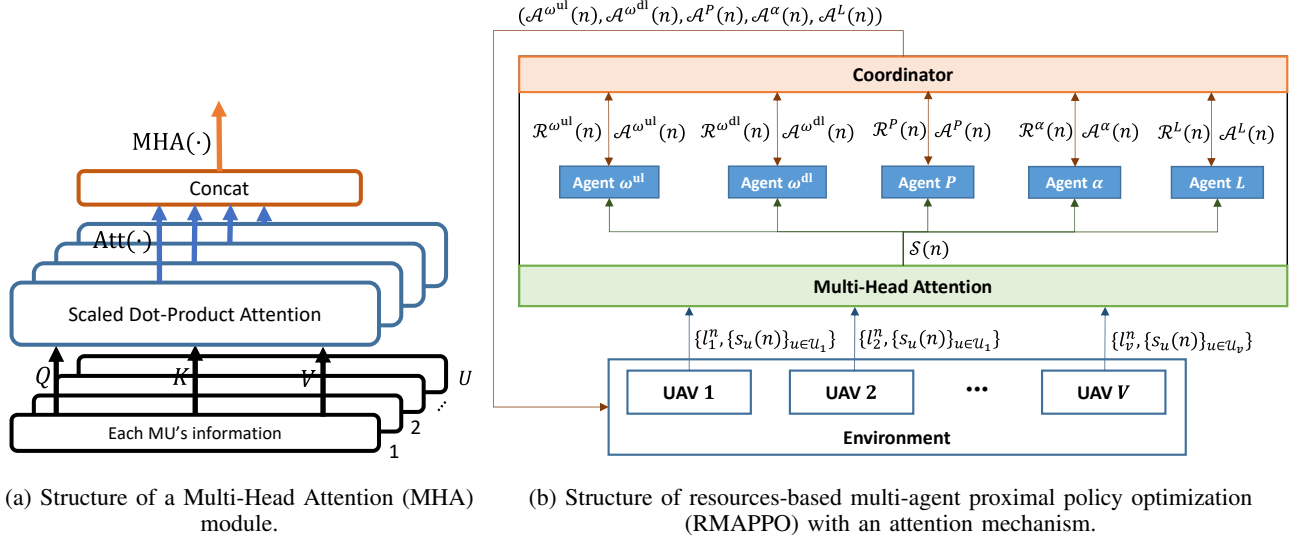 MHA(·)
Concat
Att(·)
Scaled Dot-Product Attention
Q K V U
...
2
Each MU's information
1
(a) Structure of a Multi-Head Attention (MHA)
module.
(𝒜^{ω^{ul}}(n), 𝒜^{ω^{dl}}(n), 𝒜^{P}(n), 𝒜^{α}(n), 𝒜^{L}(n))
Coordinator
ℛ^{ω^{ul}}(n) 𝒜^{ω^{ul}}(n) ℛ^{ω^{dl}}(n) 𝒜^{ω^{dl}}(n) ℛ^{P}(n) 𝒜^{P}(n) ℛ^{α}(n) 𝒜^{α}(n) ℛ^{L}(n) 𝒜^{L}(n)
Agent ω^{ul} Agent ω^{dl} Agent P Agent α Agent L
𝒮(n)
Multi-Head Attention
{l_1^n, {s_u(n)}_{u∈𝒰_1}} {l_2^n, {s_u(n)}_{u∈𝒰_1}} {l_v^n, {s_u(n)}_{u∈𝒰_v}}
UAV 1 UAV 2 ••• UAV V
Environment
(b) Structure of resources-based multi-agent proximal policy optimization
(RMAPPO) with an attention mechanism.